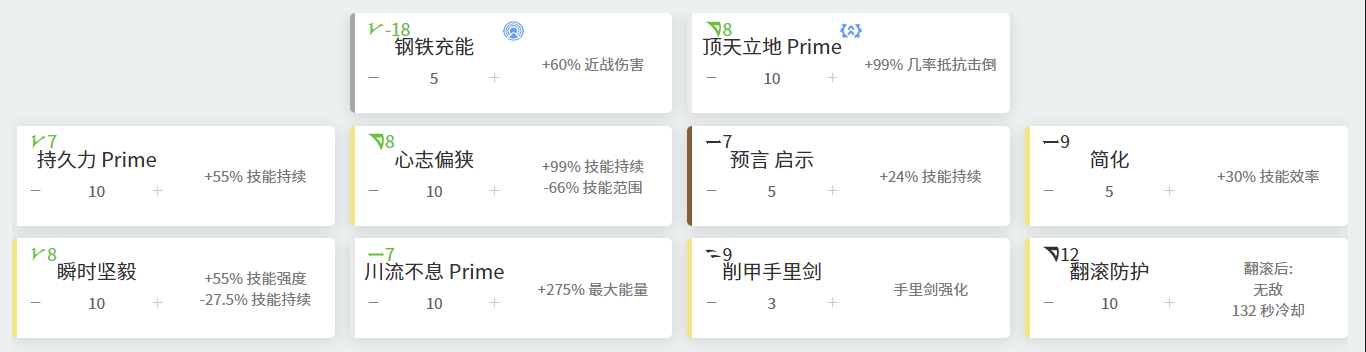 -18
钢铁充能
− 5 +
+60% 近战伤害
8
顶天立地 Prime
− 10 +
+99% 几率抵抗击倒
7
持久力 Prime
− 10 +
+55% 技能持续
8
心志偏狭
− 10 +
+99% 技能持续
-66% 技能范围
7
预言 启示
− 5 +
+24% 技能持续
9
简化
− 5 +
+30% 技能效率
8
瞬时坚毅
− 10 +
+55% 技能强度
-27.5% 技能持续
7
川流不息 Prime
− 10 +
+275% 最大能量
9
削甲手里剑
− 3 +
手里剑强化
12
翻滚防护
− 10 +
翻滚后:
无敌
132 秒冷却